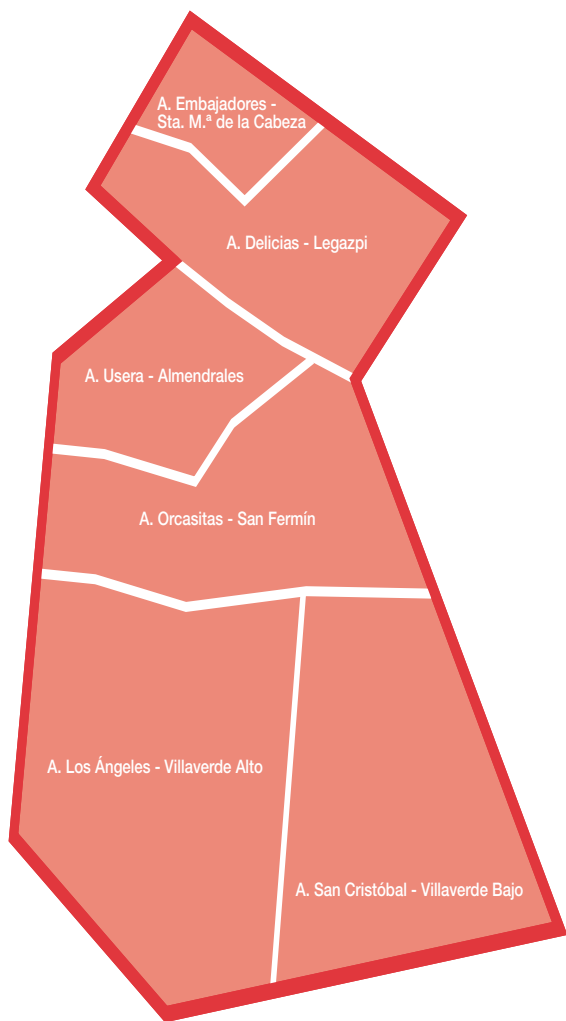 A. Embajadores -
Sta. M.ª de la Cabeza
A. Delicias - Legazpi
A. Usera - Almendrales
A. Orcasitas - San Fermín
A. Los Ángeles - Villaverde Alto
A. San Cristóbal - Villaverde Bajo